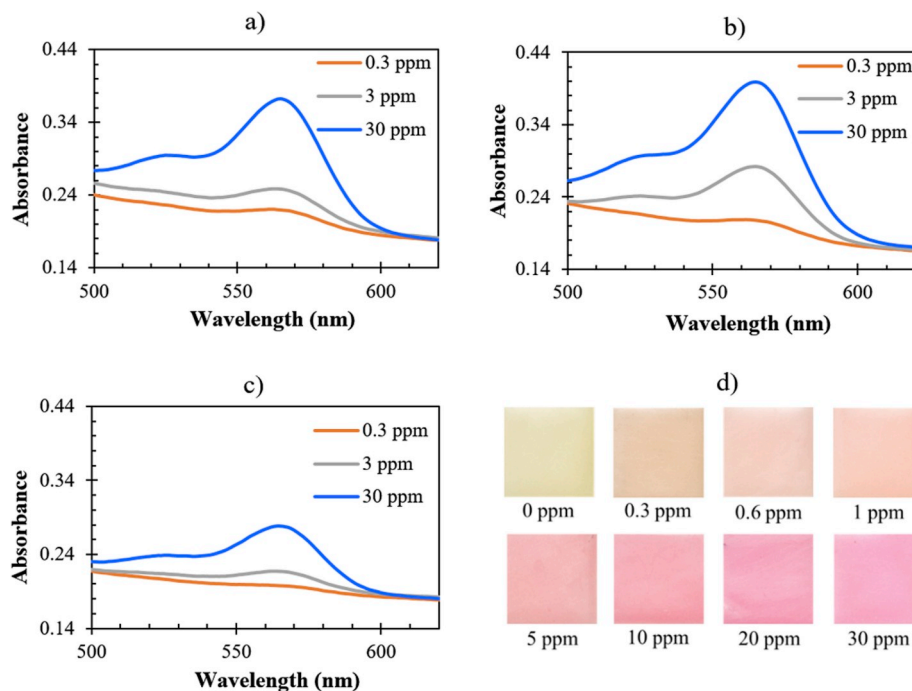 a)
0.44
0.34
0.24
0.14
Absorbance
500
550
600
Wavelength (nm)
0.3 ppm
3 ppm
30 ppm
b)
0.44
0.34
0.24
0.14
Absorbance
500
550
600
Wavelength (nm)
0.3 ppm
3 ppm
30 ppm
c)
0.44
0.34
0.24
0.14
Absorbance
500
550
600
Wavelength (nm)
0.3 ppm
3 ppm
30 ppm
d)
0 ppm 0.3 ppm 0.6 ppm 1 ppm
5 ppm 10 ppm 20 ppm 30 ppm